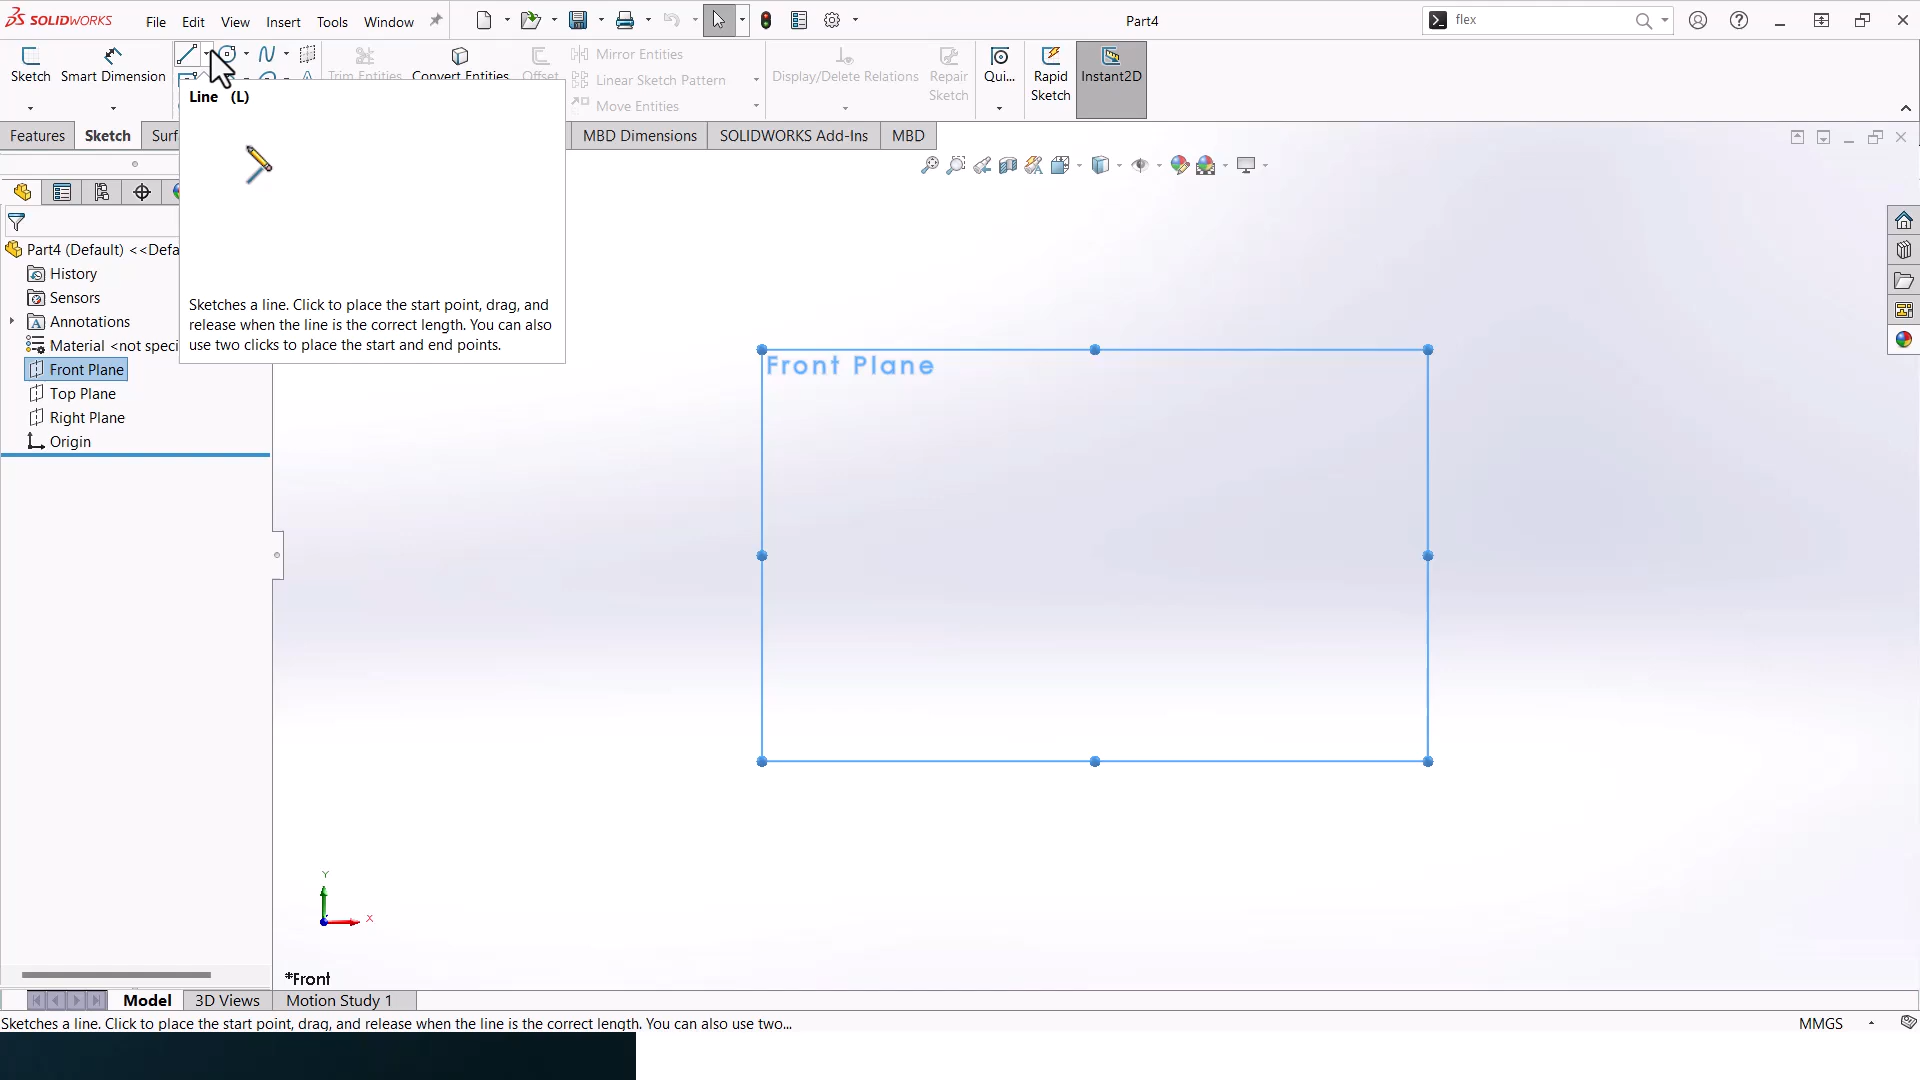 SOLIDWORKS
File Edit View Insert Tools Window
Part4
flex
Sketch
Smart Dimension
Trim Entities
Convert Entities
Offset
Mirror Entities
Linear Sketch Pattern
Move Entities
Display/Delete Relations
Repair
Sketch
Qui...
Rapid
Sketch
Instant2D
Features Sketch Surf MBD Dimensions SOLIDWORKS Add-Ins MBD
Line (L)
Sketches a line. Click to place the start point, drag, and
release when the line is the correct length. You can also
use two clicks to place the start and end points.
Part4 (Default) <<Defa
History
Sensors
Annotations
Material <not speci
Front Plane
Top Plane
Right Plane
Origin
Front Plane
Y
X
*Front
Model 3D Views Motion Study 1
Sketches a line. Click to place the start point, drag, and release when the line is the correct length. You can also use two...
MMGS